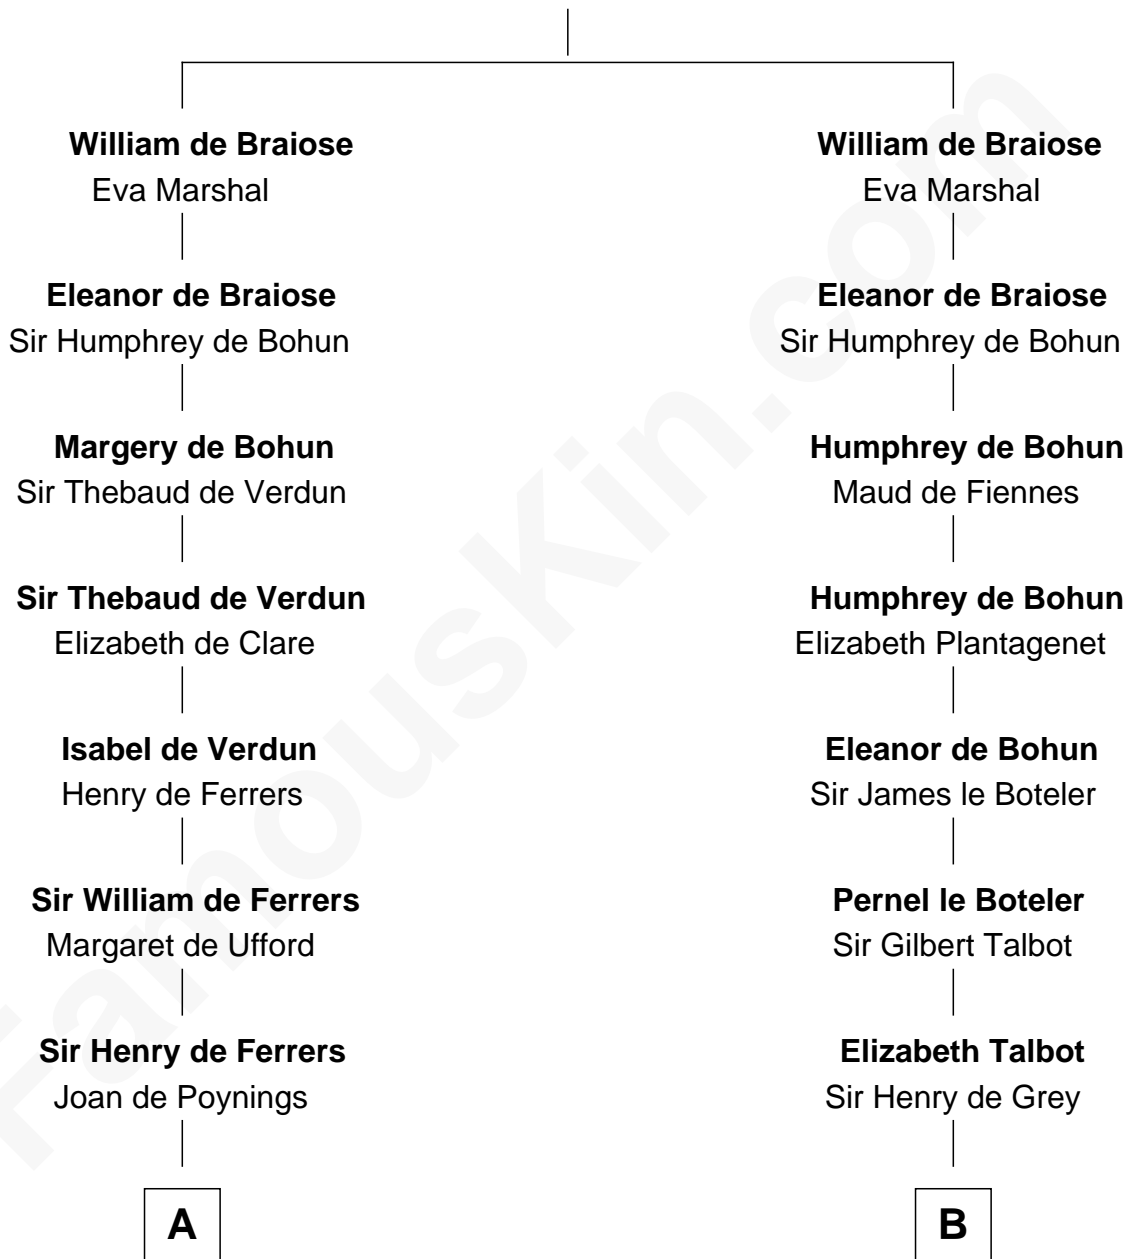 William de Braiose
Eva Marshal
William de Braiose
Eva Marshal
Eleanor de Braiose
Sir Humphrey de Bohun
Eleanor de Braiose
Sir Humphrey de Bohun
Margery de Bohun
Sir Thebaud de Verdun
Humphrey de Bohun
Maud de Fiennes
Sir Thebaud de Verdun
Elizabeth de Clare
Humphrey de Bohun
Elizabeth Plantagenet
Isabel de Verdun
Henry de Ferrers
Eleanor de Bohun
Sir James le Boteler
Sir William de Ferrers
Margaret de Ufford
Pernel le Boteler
Sir Gilbert Talbot
Sir Henry de Ferrers
Joan de Poynings
Elizabeth Talbot
Sir Henry de Grey
A
B
FamousKin.com